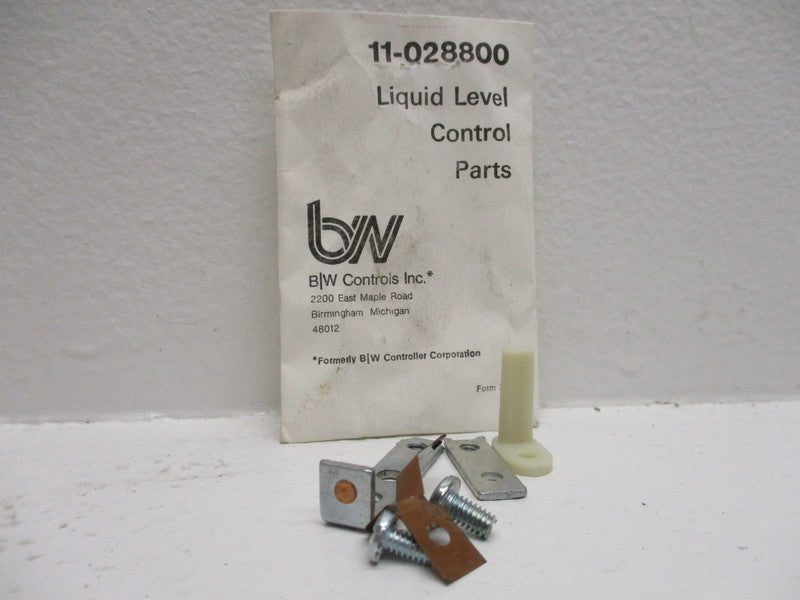 11-028800
Liquid Level
Control
Parts
bw
B|W Controls Inc.*
2200 East Maple Road
Birmingham Michigan
48012
*Formerly B|W Controller Corporation
Form